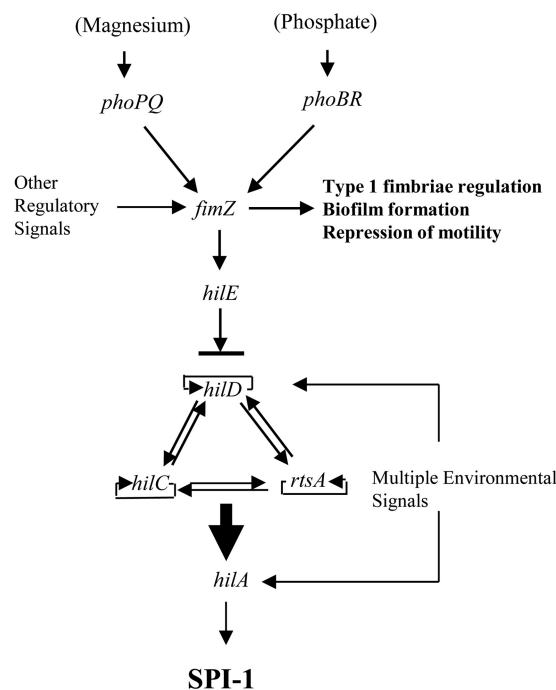 (Magnesium)
(Phosphate)
phoPQ
phoBR
Other
Regulatory
Signals
fimZ
Type 1 fimbriae regulation
Biofilm formation
Repression of motility
hilE
hilD
hilC
rtsA
Multiple Environmental
Signals
hilA
SPI-1